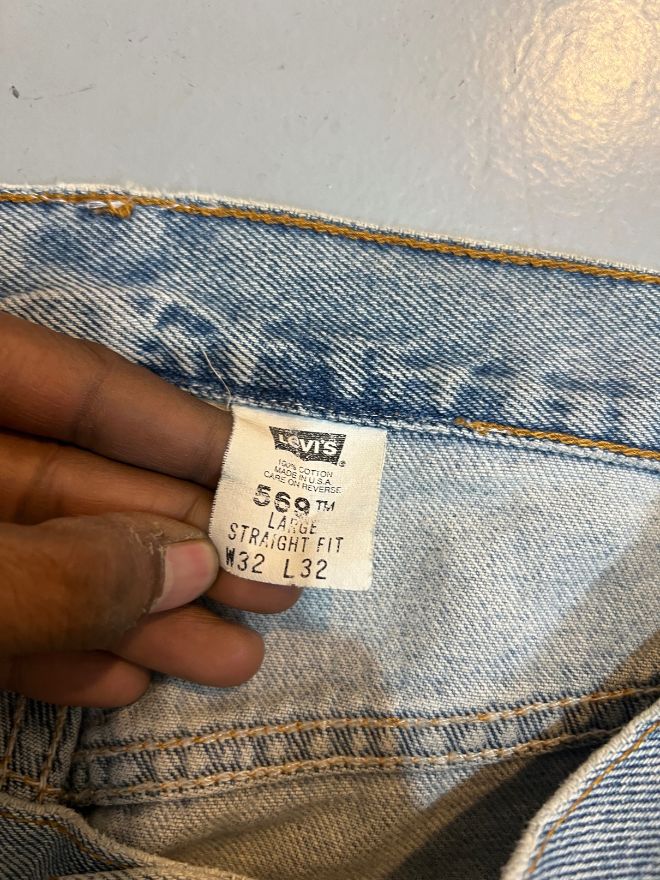 LEVI'S ®
100% COTTON
MADE IN U.S.A.
CARE ON REVERSE
569™
LARGE
STRAIGHT FIT
W32 L32